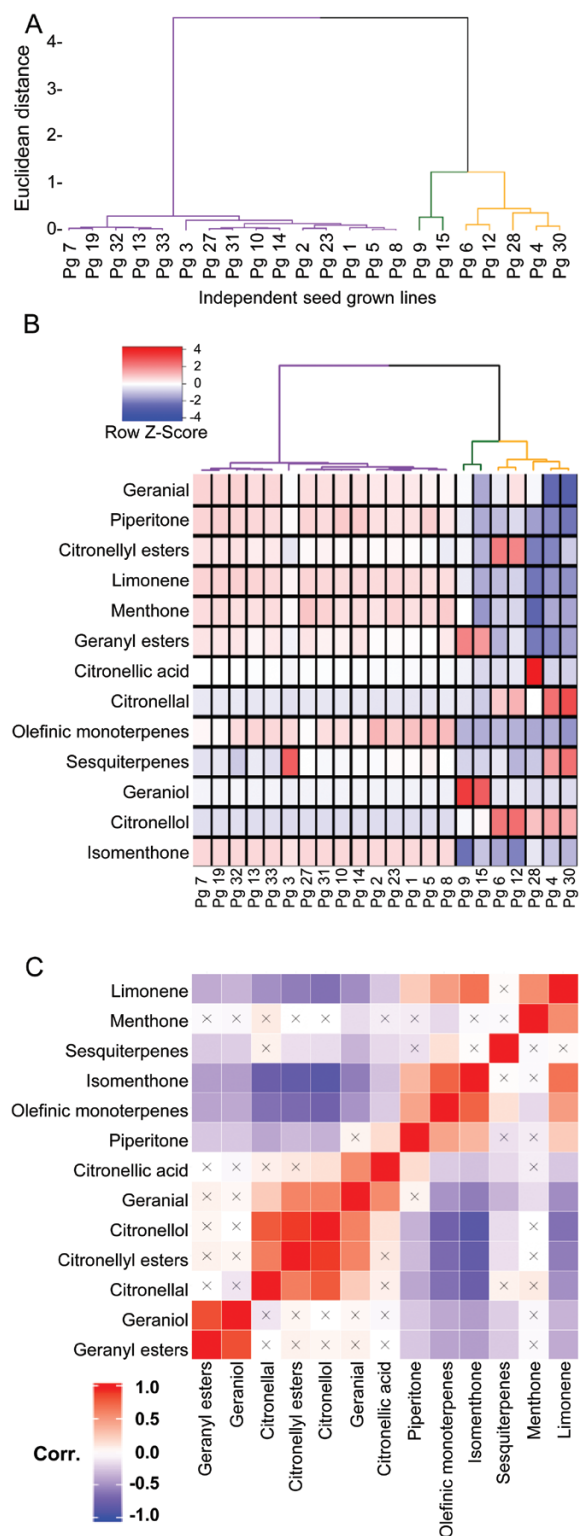 A
Euclidean distance
4-
3-
2-
1-
0-
Pg 7
Pg 19
Pg 32
Pg 13
Pg 33
Pg 3
Pg 27
Pg 31
Pg 10
Pg 14
Pg 2
Pg 23
Pg 1
Pg 5
Pg 8
Pg 9
Pg 15
Pg 6
Pg 12
Pg 28
Pg 4
Pg 30
Independent seed grown lines
B
4
2
0
-2
-4
Row Z-Score
Geranial
Piperitone
Citronellyl esters
Limonene
Menthone
Geranyl esters
Citronellic acid
Citronellal
Olefinic monoterpenes
Sesquiterpenes
Geraniol
Citronellol
Isomenthone
Pg 7
Pg 19
Pg 32
Pg 13
Pg 33
Pg 3
Pg 27
Pg 31
Pg 10
Pg 14
Pg 2
Pg 23
Pg 1
Pg 5
Pg 8
Pg 9
Pg 15
Pg 6
Pg 12
Pg 28
Pg 4
Pg 30
C
Limonene
Menthone
Sesquiterpenes
Isomenthone
Olefinic monoterpenes
Piperitone
Citronellic acid
Geranial
Citronellol
Citronellyl esters
Citronellal
Geraniol
Geranyl esters
Geranyl esters
Geraniol
Citronellal
Citronellyl esters
Citronellol
Geranial
Citronellic acid
Piperitone
Olefinic monoterpenes
Isomenthone
Sesquiterpenes
Menthone
Limonene
Corr.
1.0
0.5
0.0
-0.5
-1.0